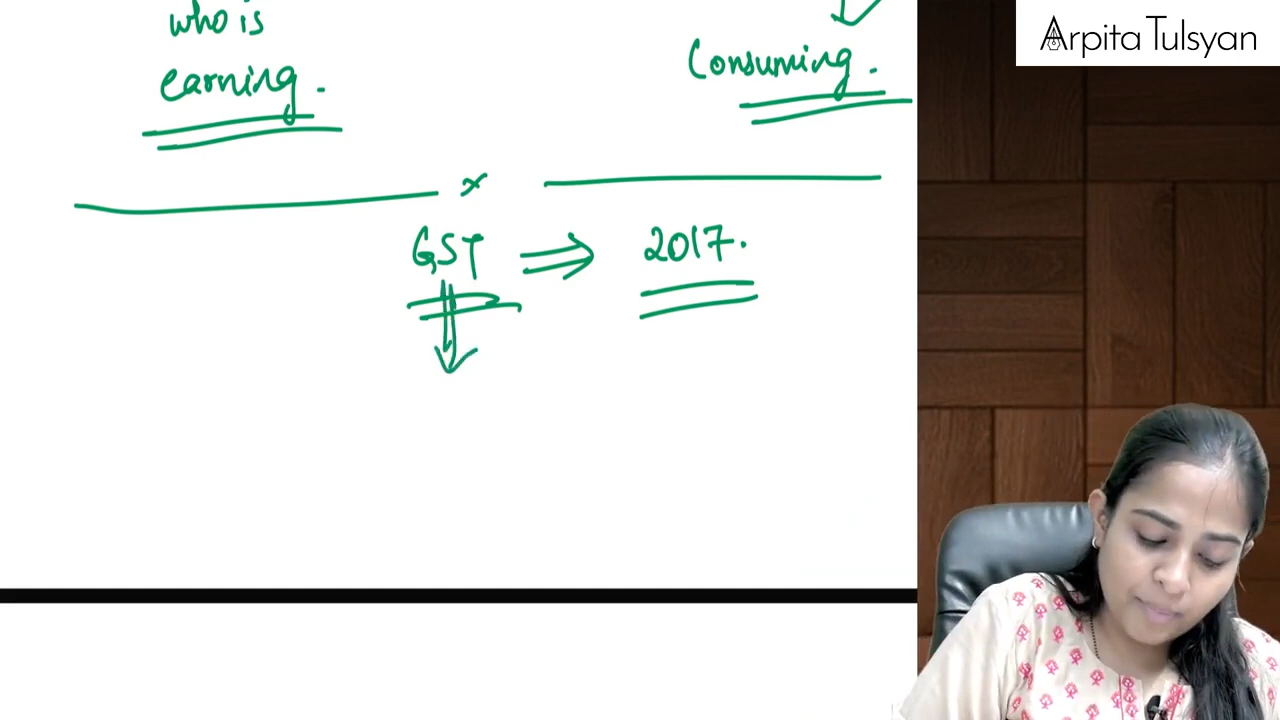 who is
earning.
Consuming.
Arpita Tulsyan
x
GST ⇒ 2017.